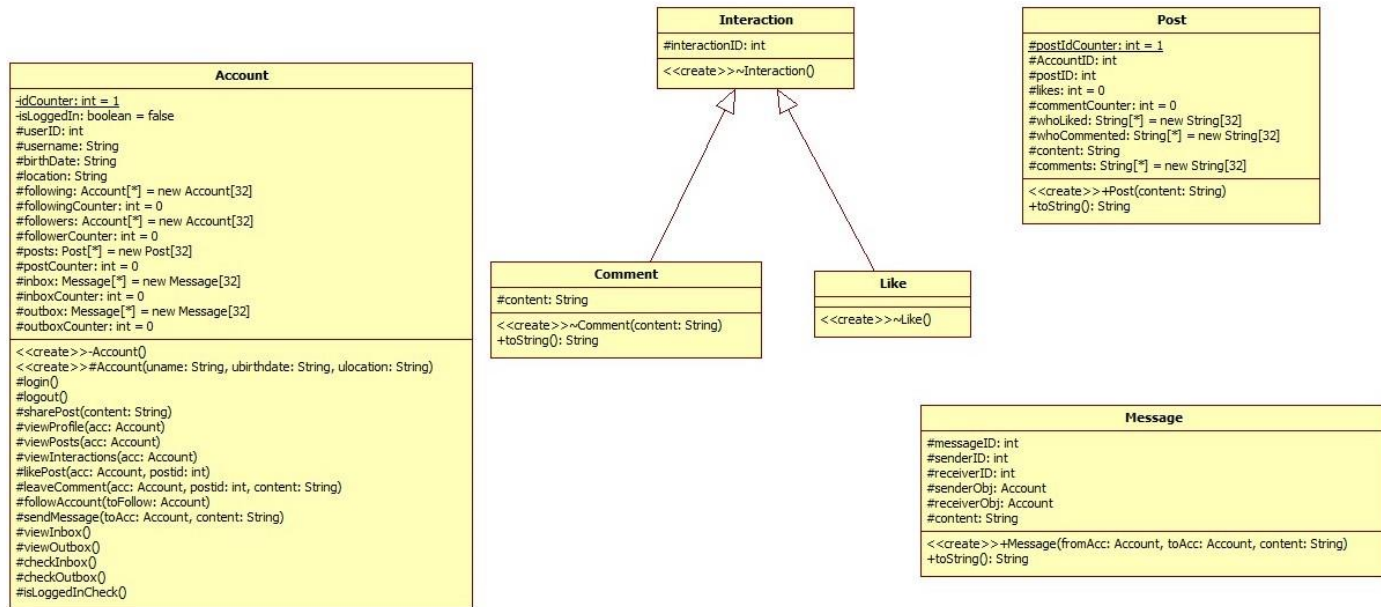 Account
-idCounter: int = 1
-isLoggedIn: boolean = false
#userID: int
#username: String
#birthDate: String
#location: String
#following: Account[*] = new Account[32]
#followingCounter: int = 0
#followers: Account[*] = new Account[32]
#followerCounter: int = 0
#posts: Post[*] = new Post[32]
#postCounter: int = 0
#inbox: Message[*] = new Message[32]
#inboxCounter: int = 0
#outbox: Message[*] = new Message[32]
#outboxCounter: int = 0
<<create>>-Account()
<<create>>#Account(uname: String, ubirthdate: String, ulocation: String)
#login()
#logout()
#sharePost(content: String)
#viewProfile(acc: Account)
#viewPosts(acc: Account)
#viewInteractions(acc: Account)
#likePost(acc: Account, postid: int)
#leaveComment(acc: Account, postid: int, content: String)
#followAccount(toFollow: Account)
#sendMessage(toAcc: Account, content: String)
#viewInbox()
#viewOutbox()
#checkInbox()
#checkOutbox()
#isLoggedInCheck()
Interaction
#interactionID: int
<<create>>~Interaction()
Post
#postIdCounter: int = 1
#AccountID: int
#postID: int
#likes: int = 0
#commentCounter: int = 0
#whoLiked: String[*] = new String[32]
#whoCommented: String[*] = new String[32]
#content: String
#comments: String[*] = new String[32]
<<create>>+Post(content: String)
+toString(): String
Comment
#content: String
<<create>>~Comment(content: String)
+toString(): String
Like
<<create>>~Like()
Message
#messageID: int
#senderID: int
#receiverID: int
#senderObj: Account
#receiverObj: Account
#content: String
<<create>>+Message(fromAcc: Account, toAcc: Account, content: String)
+toString(): String